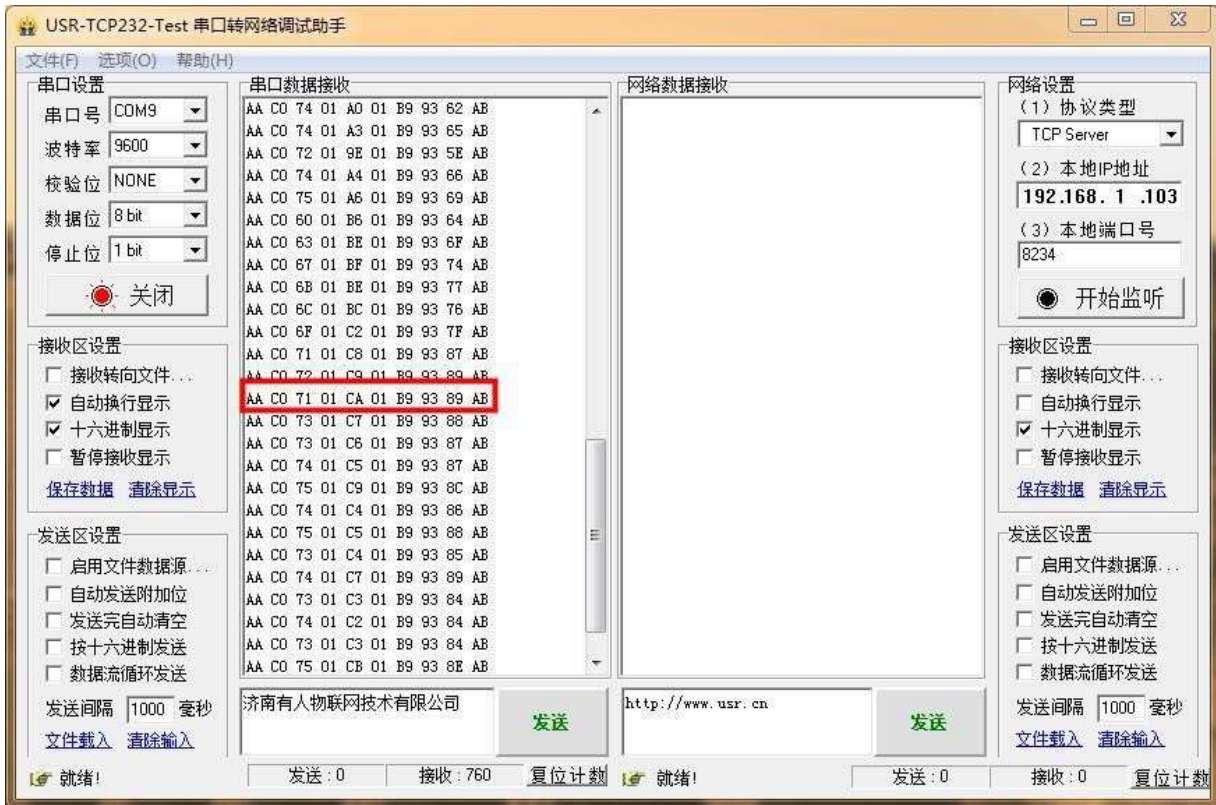 USR-TCP232-Test 串口转网络调试助手
文件(F) 选项(O) 帮助(H)
串口设置
串口号 COM9
波特率 9600
校验位 NONE
数据位 8 bit
停止位 1 bit
关闭
接收区设置
接收转向文件...
自动换行显示
十六进制显示
暂停接收显示
保存数据 清除显示
发送区设置
启用文件数据源...
自动发送附加位
发送完自动清空
按十六进制发送
数据流循环发送
发送间隔 1000 毫秒
文件载入 清除输入
串口数据接收
AA C0 74 01 A0 01 B9 93 62 AB
AA C0 74 01 A3 01 B9 93 65 AB
AA C0 72 01 9E 01 B9 93 5E AB
AA C0 74 01 A4 01 B9 93 66 AB
AA C0 75 01 A6 01 B9 93 69 AB
AA C0 60 01 B6 01 B9 93 64 AB
AA C0 63 01 BE 01 B9 93 6F AB
AA C0 67 01 BF 01 B9 93 74 AB
AA C0 6B 01 BE 01 B9 93 77 AB
AA C0 6C 01 BC 01 B9 93 76 AB
AA C0 6F 01 C2 01 B9 93 7F AB
AA C0 71 01 C8 01 B9 93 87 AB
AA C0 72 01 C9 01 B9 93 89 AB
AA C0 71 01 CA 01 B9 93 89 AB
AA C0 73 01 C7 01 B9 93 88 AB
AA C0 73 01 C6 01 B9 93 87 AB
AA C0 74 01 C5 01 B9 93 87 AB
AA C0 75 01 C9 01 B9 93 8C AB
AA C0 74 01 C4 01 B9 93 86 AB
AA C0 75 01 C5 01 B9 93 88 AB
AA C0 73 01 C4 01 B9 93 85 AB
AA C0 74 01 C7 01 B9 93 89 AB
AA C0 73 01 C3 01 B9 93 84 AB
AA C0 74 01 C2 01 B9 93 84 AB
AA C0 73 01 C3 01 B9 93 84 AB
AA C0 75 01 CB 01 B9 93 8E AB
济南有人物联网技术有限公司
发送
网络数据接收
http://www.usr.cn
发送
网络设置
(1) 协议类型
TCP Server
(2) 本地IP地址
192.168. 1 .103
(3) 本地端口号
8234
开始监听
接收区设置
接收转向文件...
自动换行显示
十六进制显示
暂停接收显示
保存数据 清除显示
发送区设置
启用文件数据源...
自动发送附加位
发送完自动清空
按十六进制发送
数据流循环发送
发送间隔 1000 毫秒
文件载入 清除输入
就绪! 发送:0 接收:760 复位计数 就绪! 发送:0 接收:0 复位计数